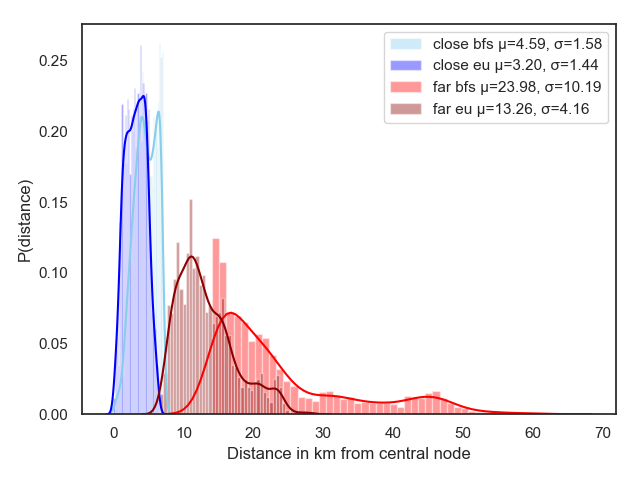 close bfs μ=4.59, σ=1.58
close eu μ=3.20, σ=1.44
far bfs μ=23.98, σ=10.19
far eu μ=13.26, σ=4.16
P(distance)
0.25
0.20
0.15
0.10
0.05
0.00
0 10 20 30 40 50 60 70
Distance in km from central node